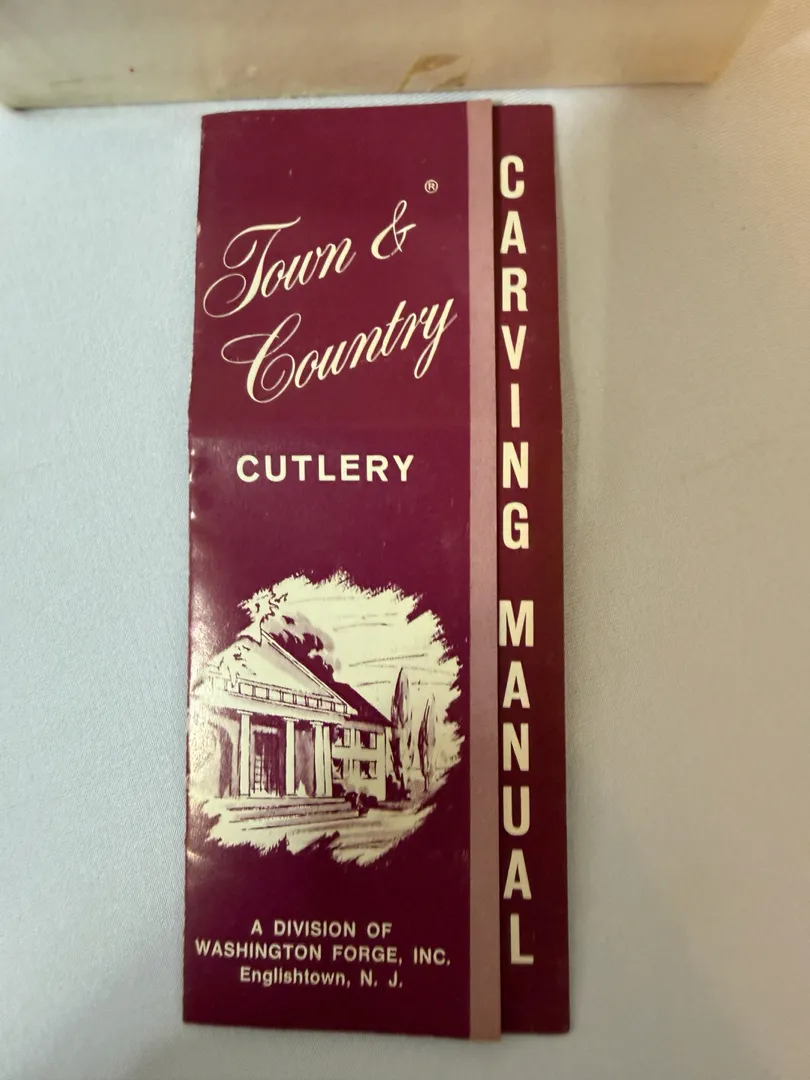 Town & ®
Country
CUTLERY
A DIVISION OF
WASHINGTON FORGE, INC.
Englishtown, N. J.
CARVING MANUAL